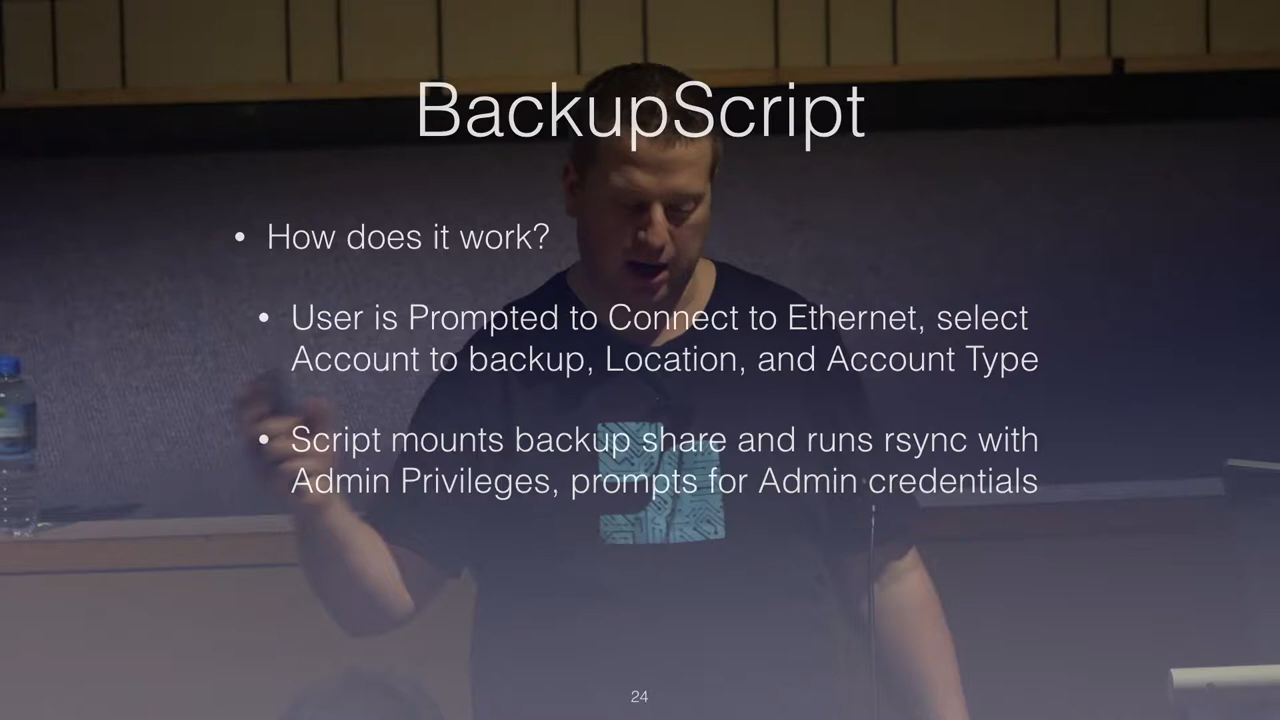 BackupScript
• How does it work?
• User is Prompted to Connect to Ethernet, select
Account to backup, Location, and Account Type
• Script mounts backup share and runs rsync with
Admin Privileges, prompts for Admin credentials
24